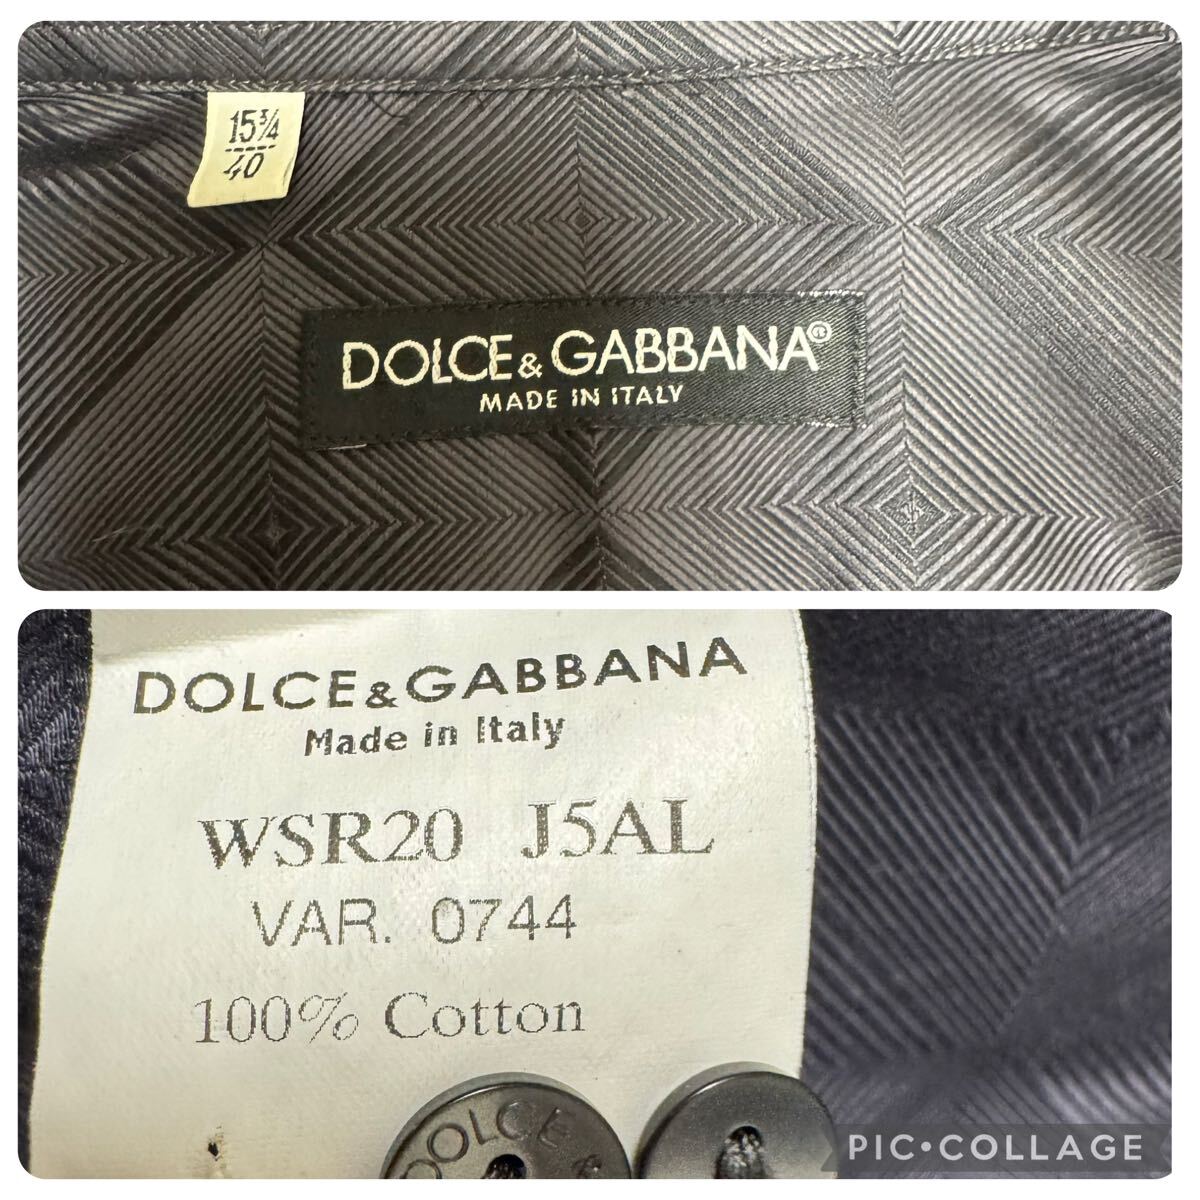 15¾
40
DOLCE&GABBANA®
MADE IN ITALY
DOLCE&GABBANA
Made in Italy
WSR20 J5AL
VAR. 0744
100% Cotton
DOLCE &
PIC•COLLAGE